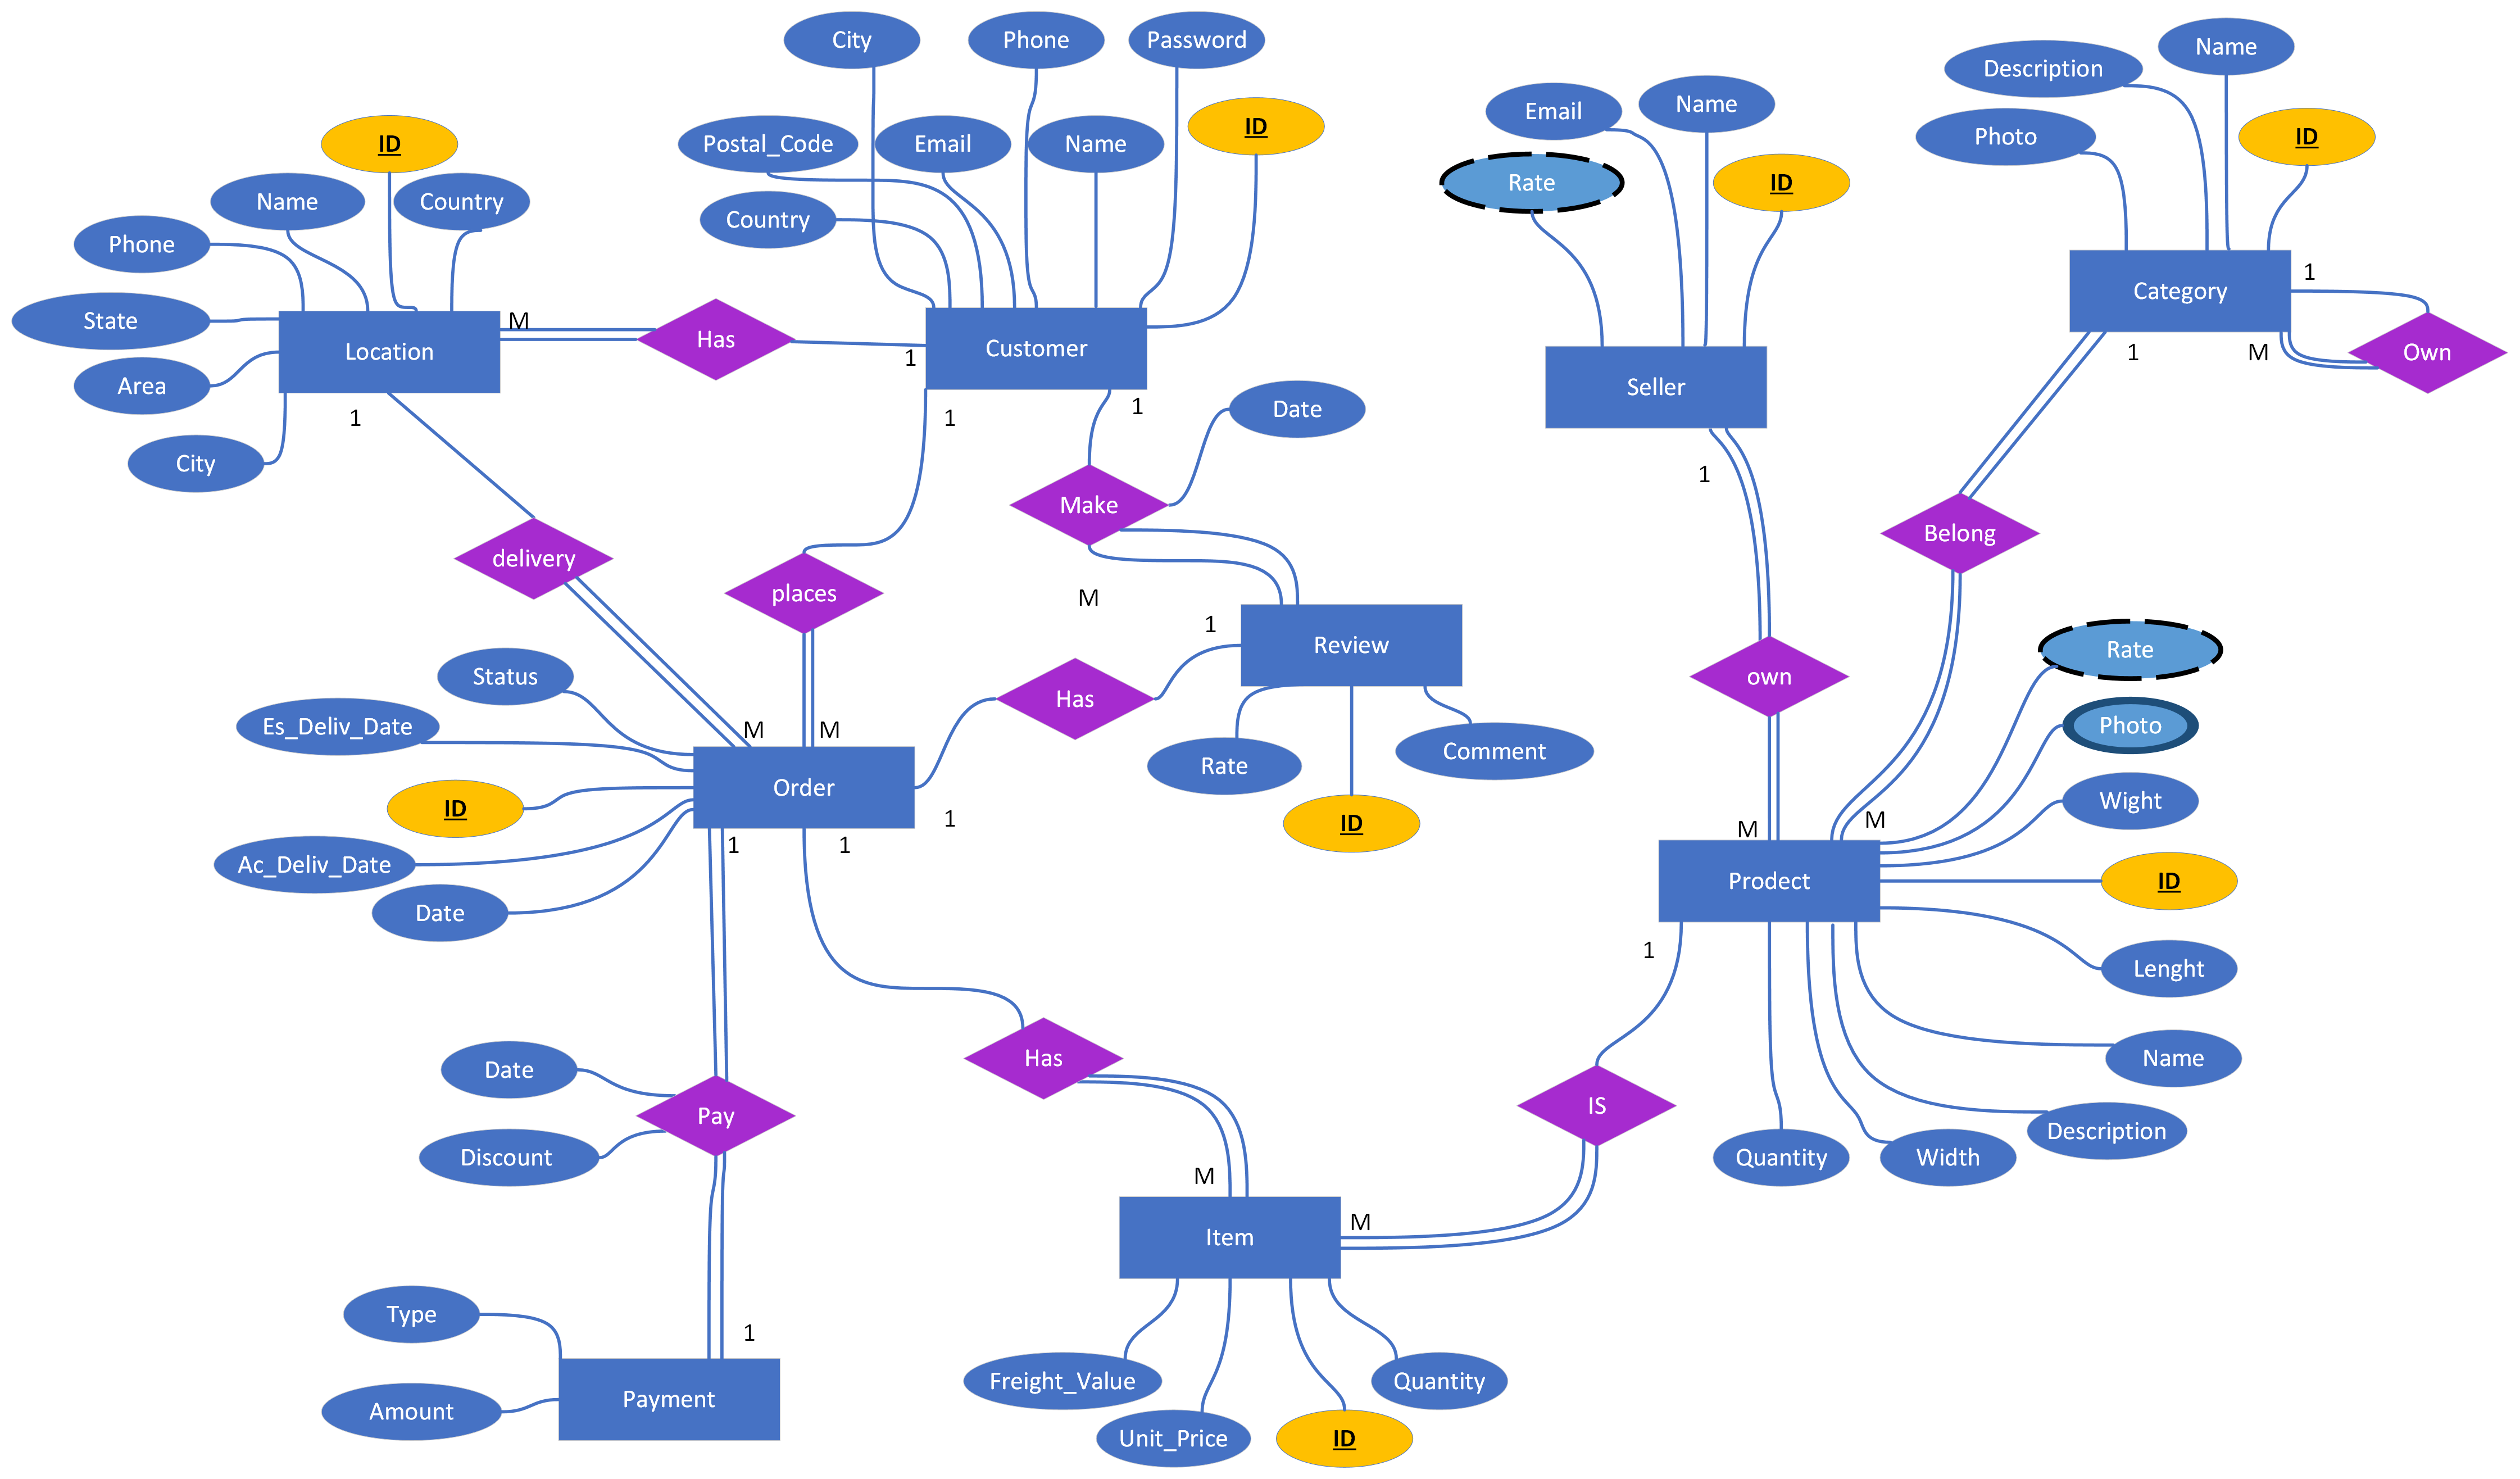 City
Phone
Password
Name
Description
Email
Name
Photo
ID
ID
Postal_Code
Email
Name
ID
Rate
ID
Name
Country
Country
Phone
State
Area
City
Location
M
Has
1
Customer
1
1
1
Date
Seller
1
Category
1
1
M
Own
Make
delivery
places
M
Belong
Status
Es_Deliv_Date
ID
Ac_Deliv_Date
Date
M
M
Order
1
1
1
Has
1
Review
Rate
ID
Comment
own
M
M
Rate
Photo
Wight
ID
Lenght
Name
Description
Width
Quantity
Prodect
1
Date
Discount
Pay
Has
IS
M
M
Item
Type
Amount
1
Payment
Freight_Value
Unit_Price
ID
Quantity